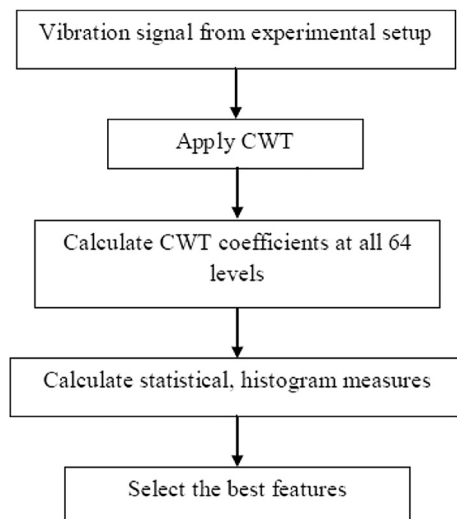 Vibration signal from experimental setup
Apply CWT
Calculate CWT coefficients at all 64
levels
Calculate statistical, histogram measures
Select the best features